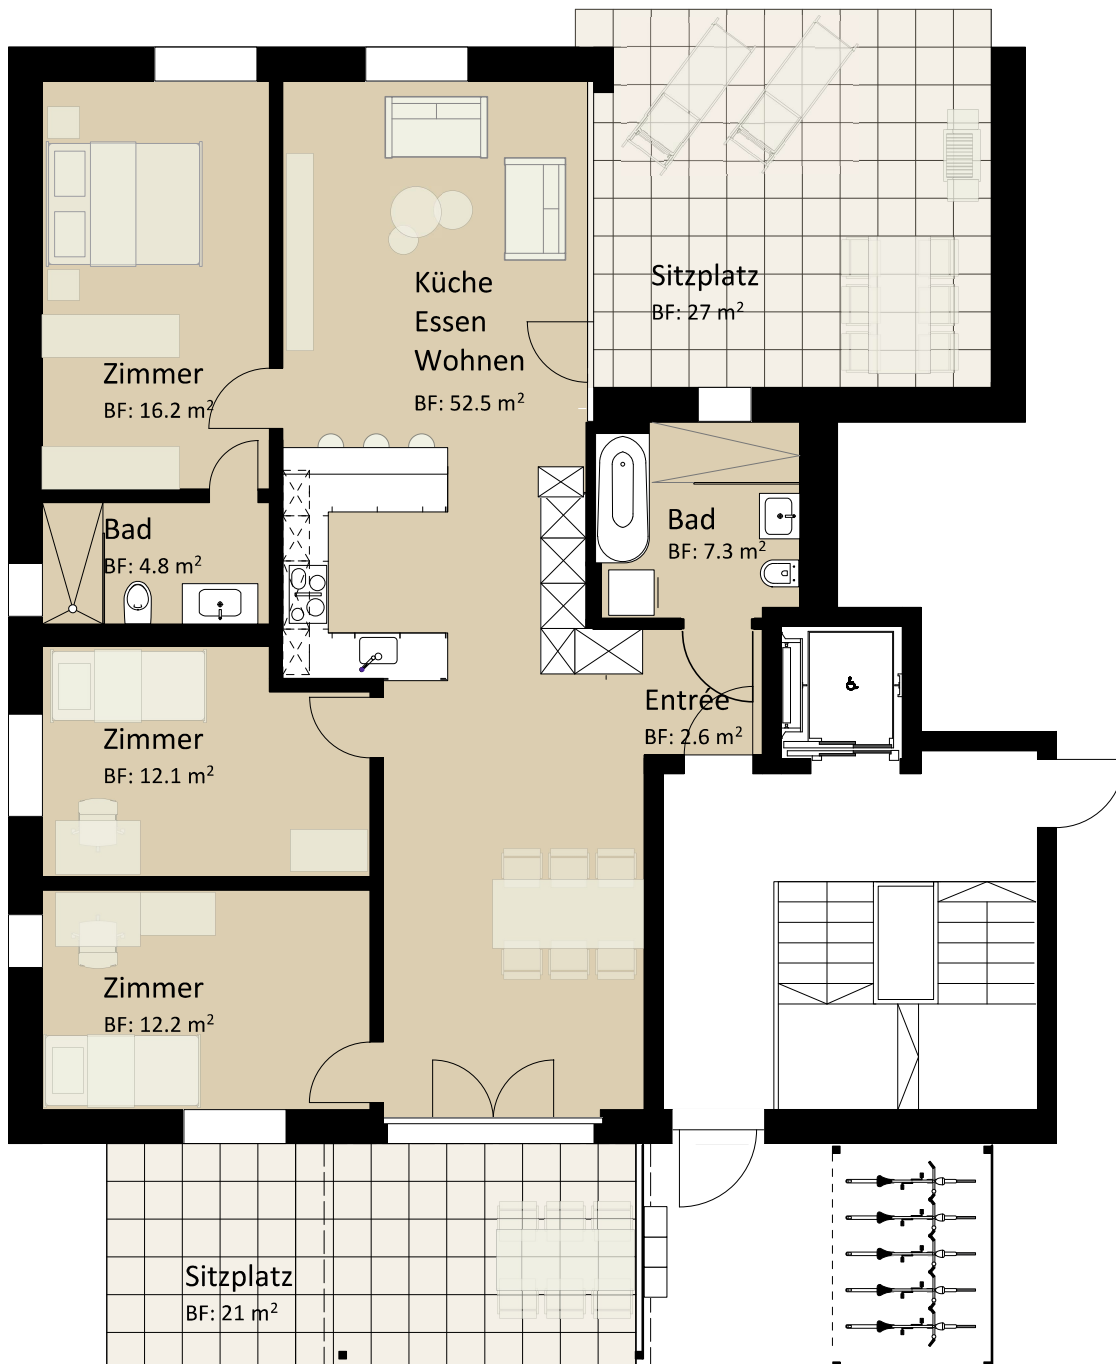 Sitzplatz
BF: 27 m²
Küche
Essen
Wohnen
BF: 52.5 m²
Zimmer
BF: 16.2 m²
Bad
BF: 4.8 m²
Bad
BF: 7.3 m²
Entrée
BF: 2.6 m²
Zimmer
BF: 12.1 m²
Zimmer
BF: 12.2 m²
Sitzplatz
BF: 21 m²